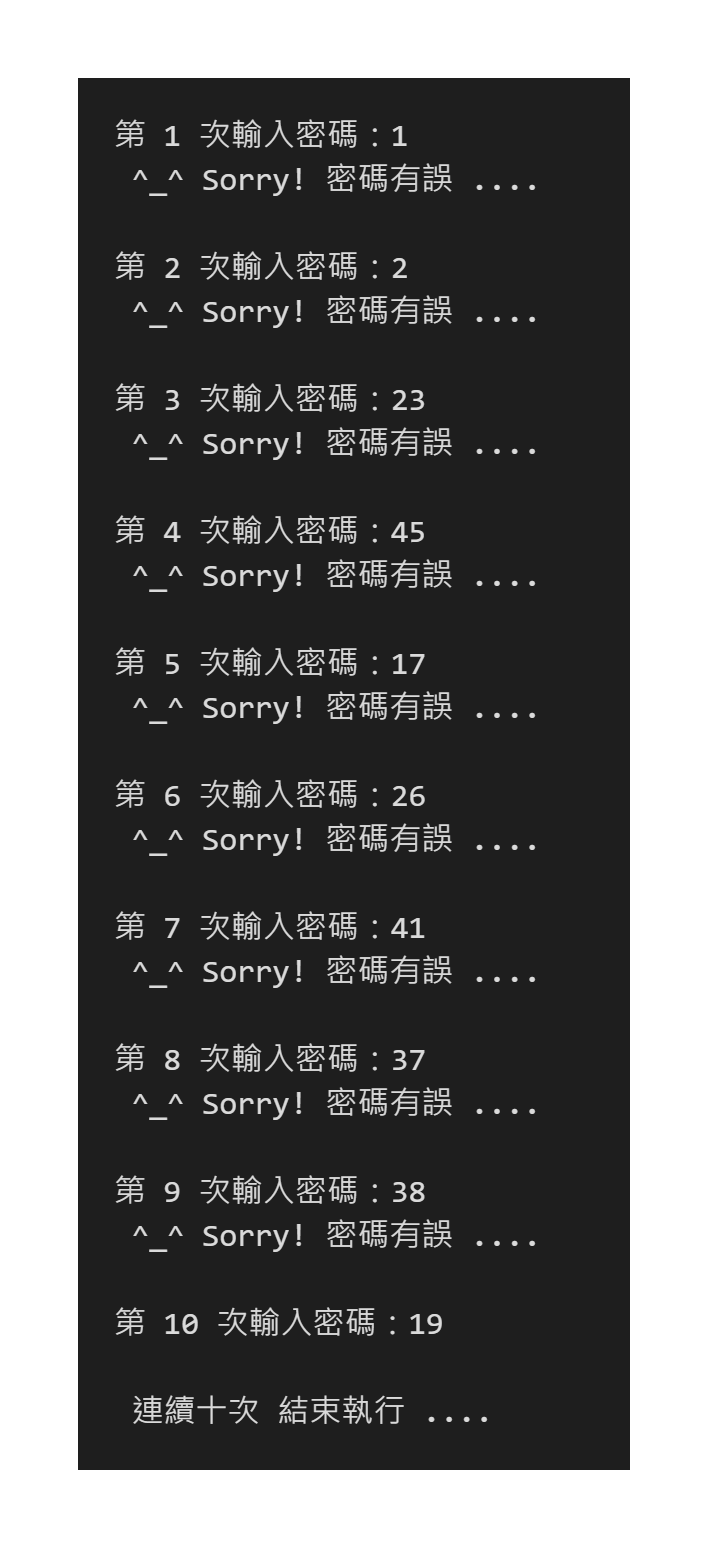 第 1 次輸入密碼：1
^_^ Sorry! 密碼有誤 ....
第 2 次輸入密碼：2
^_^ Sorry! 密碼有誤 ....
第 3 次輸入密碼：23
^_^ Sorry! 密碼有誤 ....
第 4 次輸入密碼：45
^_^ Sorry! 密碼有誤 ....
第 5 次輸入密碼：17
^_^ Sorry! 密碼有誤 ....
第 6 次輸入密碼：26
^_^ Sorry! 密碼有誤 ....
第 7 次輸入密碼：41
^_^ Sorry! 密碼有誤 ....
第 8 次輸入密碼：37
^_^ Sorry! 密碼有誤 ....
第 9 次輸入密碼：38
^_^ Sorry! 密碼有誤 ....
第 10 次輸入密碼：19
連續十次 結束執行 ....